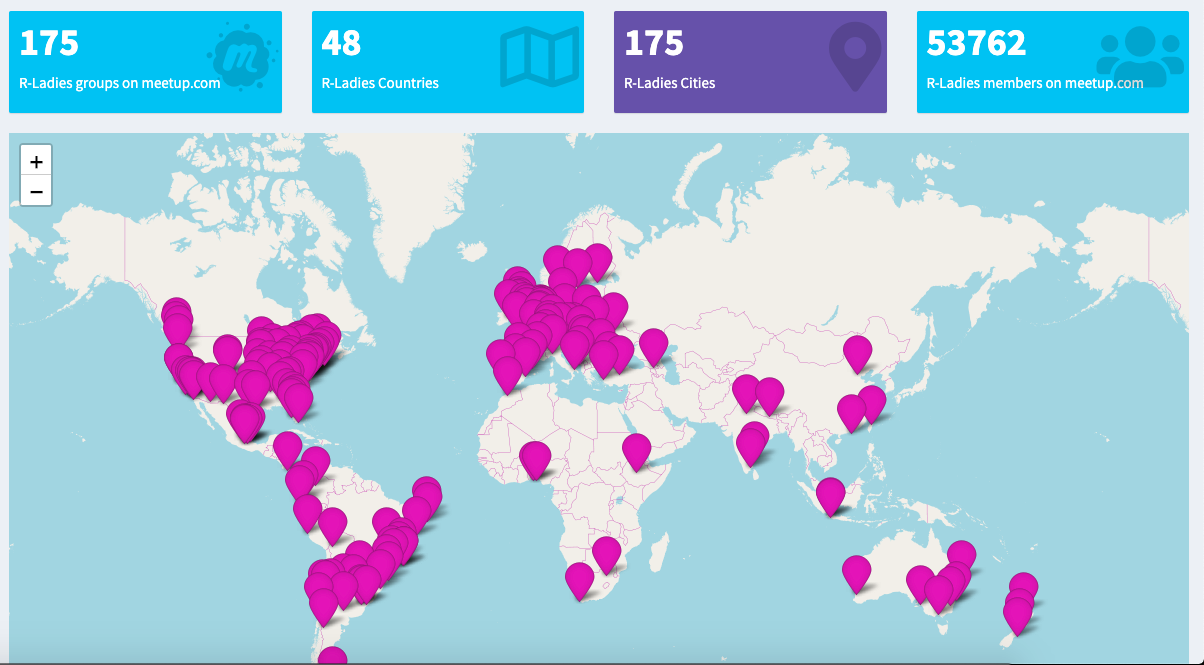 175
R-Ladies groups on meetup.com
48
R-Ladies Countries
175
R-Ladies Cities
53762
R-Ladies members on meetup.com
m
+
−